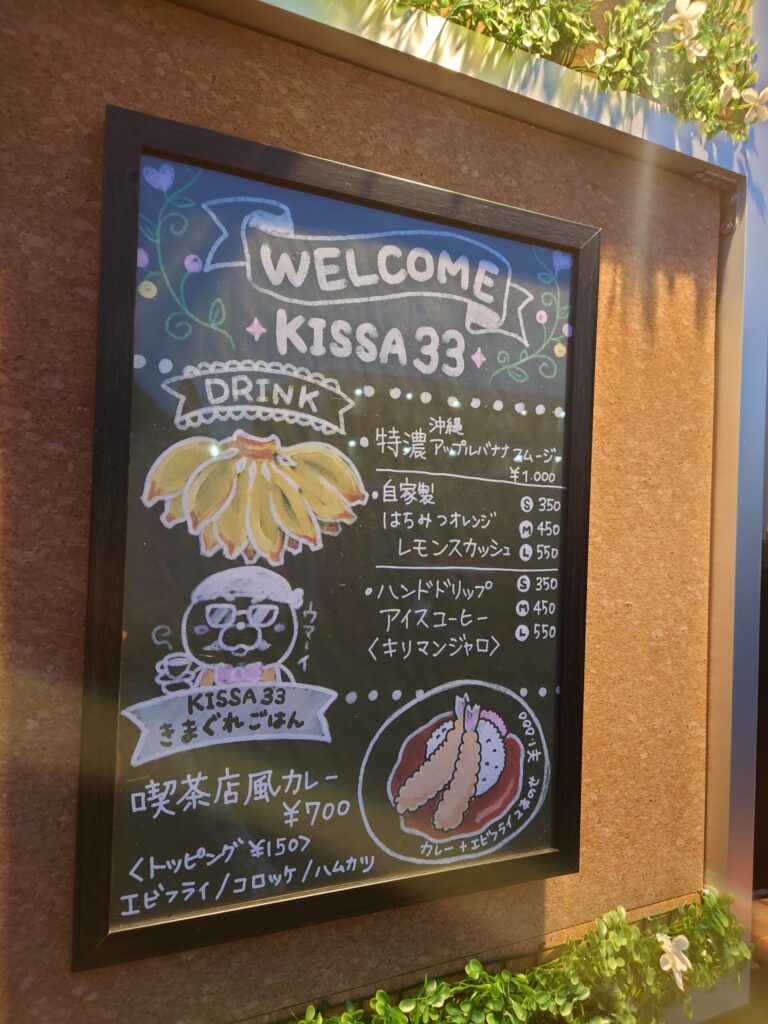 WELCOME
KISSA 33
DRINK
・特濃 沖縄 アップルバナナ スムージー
¥1.000
・自家製
はちみつオレンジ
レモンスカッシュ
S 350
M 450
L 550
・ハンドドリップ
アイスコーヒー
〈キリマンジャロ〉
S 350
M 450
L 550
ウマーイ
KISSA 33
きまぐれごはん
喫茶店風カレー
¥700
〈トッピング ¥150〉
エビフライ/コロッケ/ハムカツ
カレー+エビフライ2本のせ
¥1.000